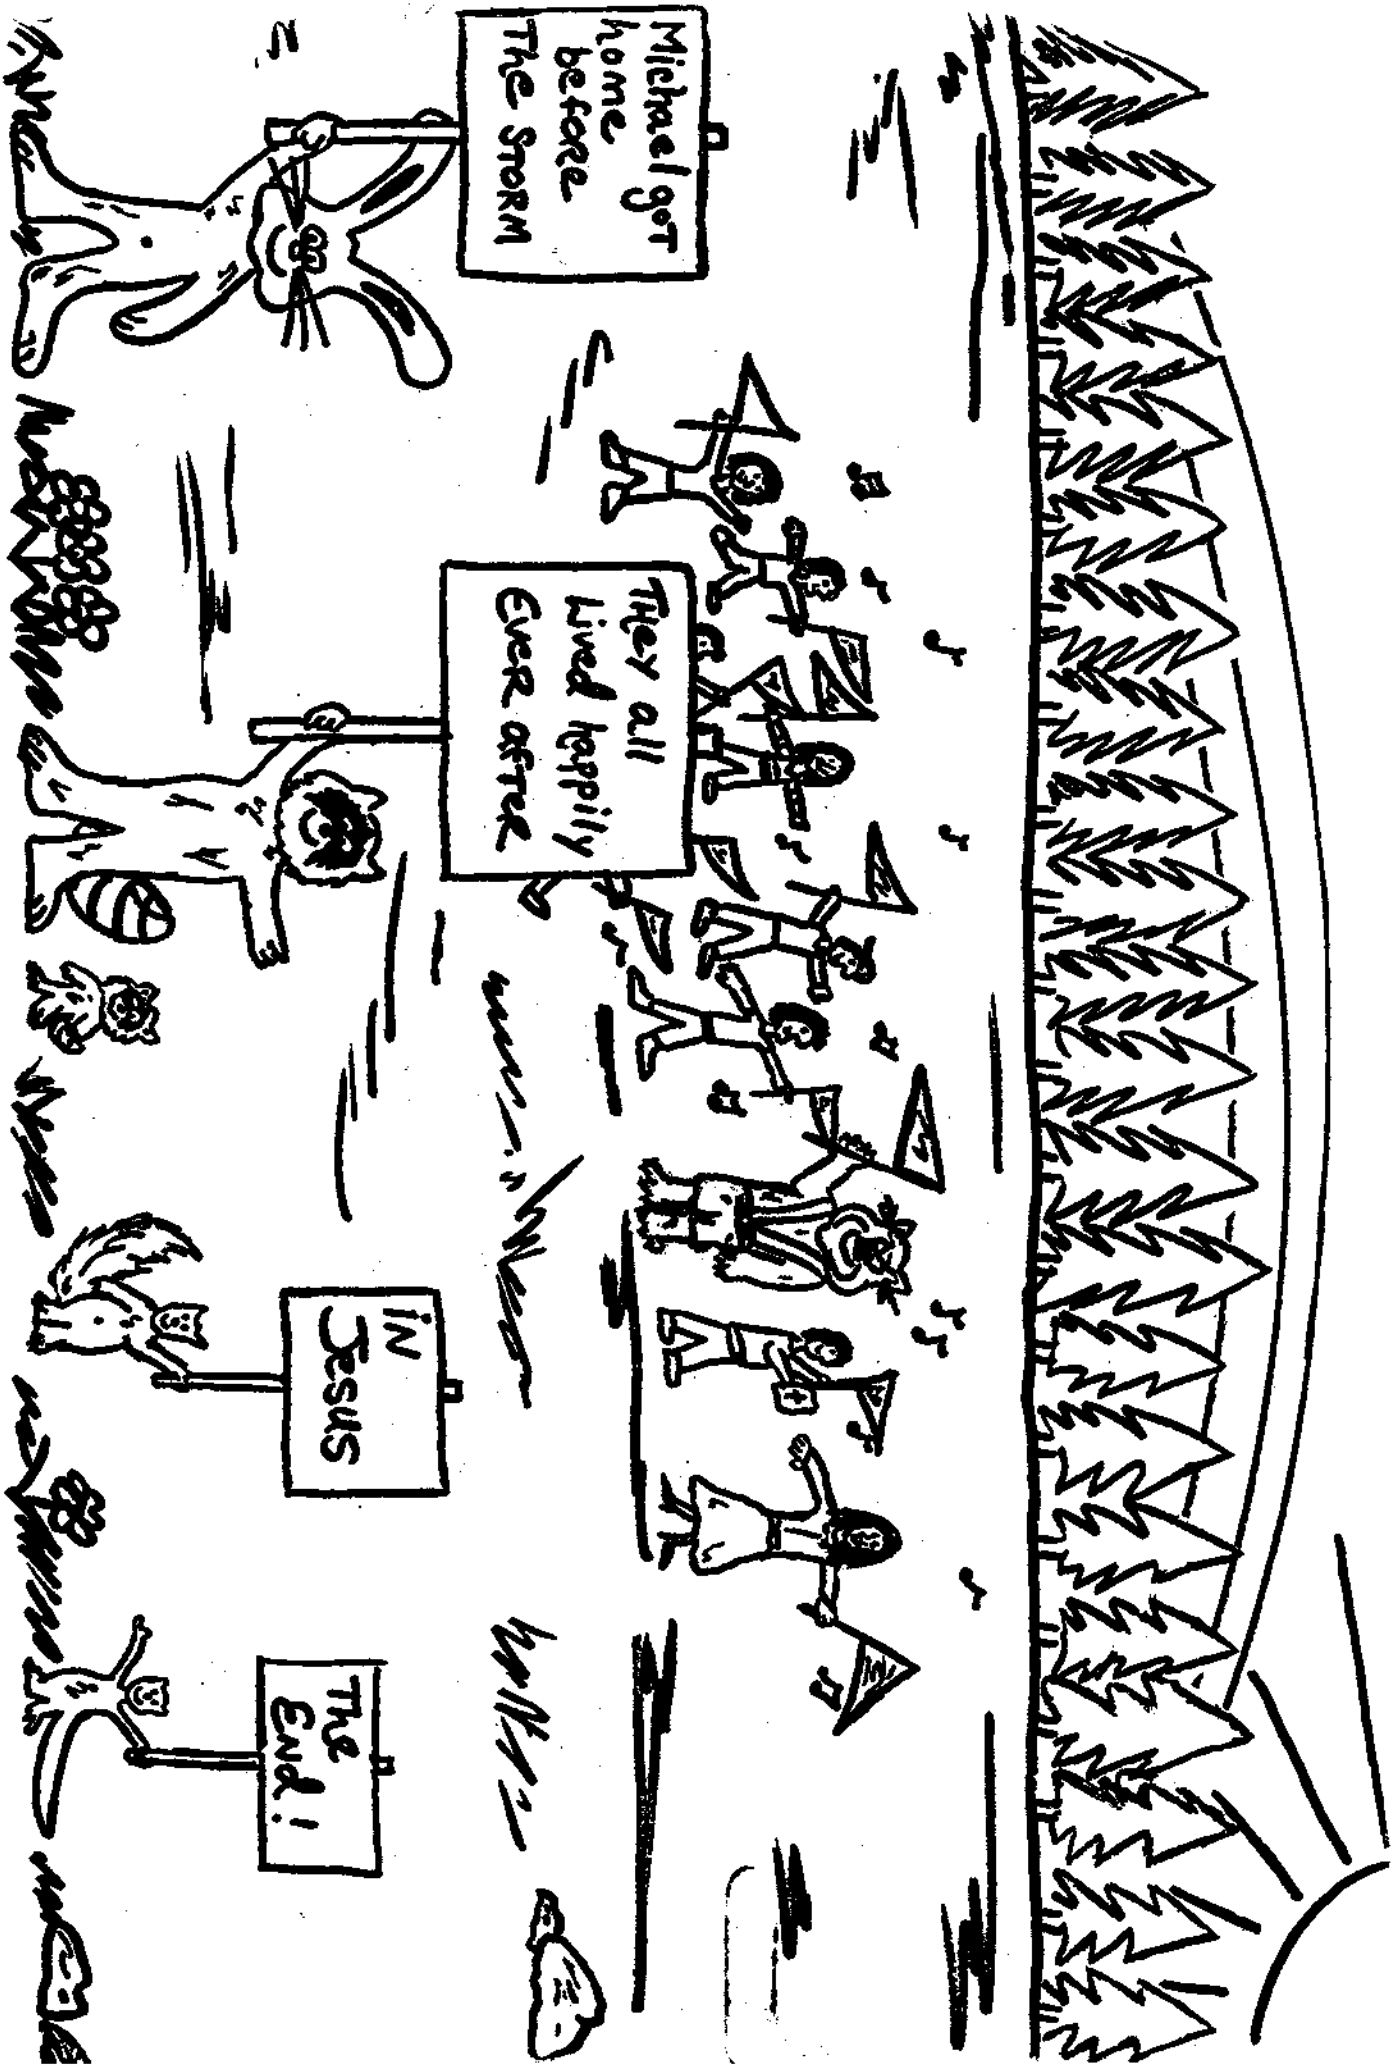 Michael got
home
before
The STORM
THEY all
Lived happily
EVER AFTER
iN
JESUS
The
END!